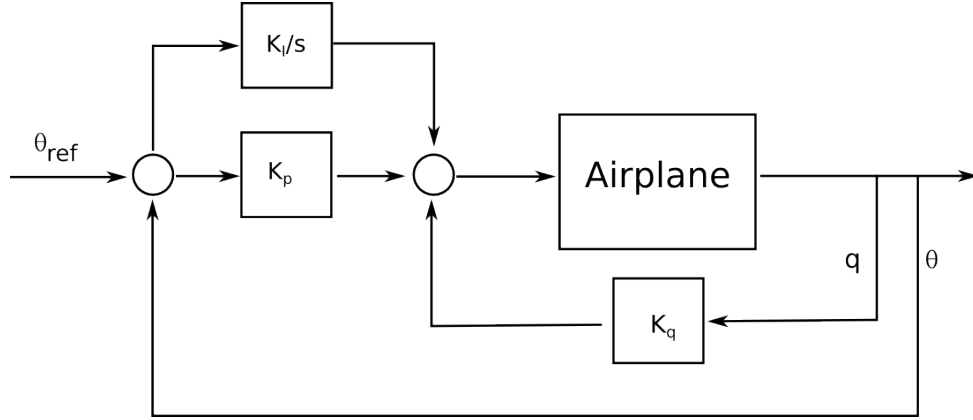 K_I/s
θ_ref
K_p
Airplane
q
θ
K_q